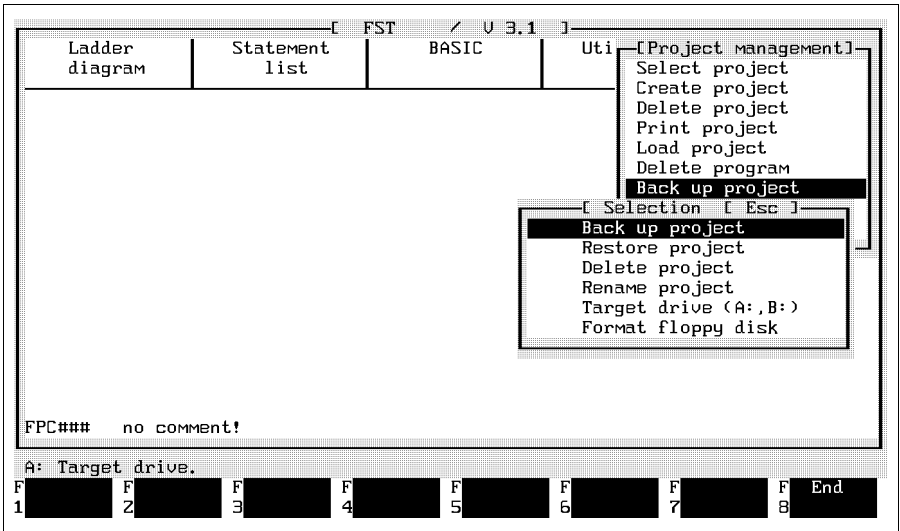 [ FST / V 3.1 ]
Ladder diagram
Statement list
BASIC
Uti
[Project management]
Select project
Create project
Delete project
Print project
Load project
Delete program
Back up project
[ Selection [ Esc ]
Back up project
Restore project
Delete project
Rename project
Target drive (A:,B:)
Format floppy disk
FPC### no comment!
A: Target drive.
F1 F2 F3 F4 F5 F6 F7 F8 End